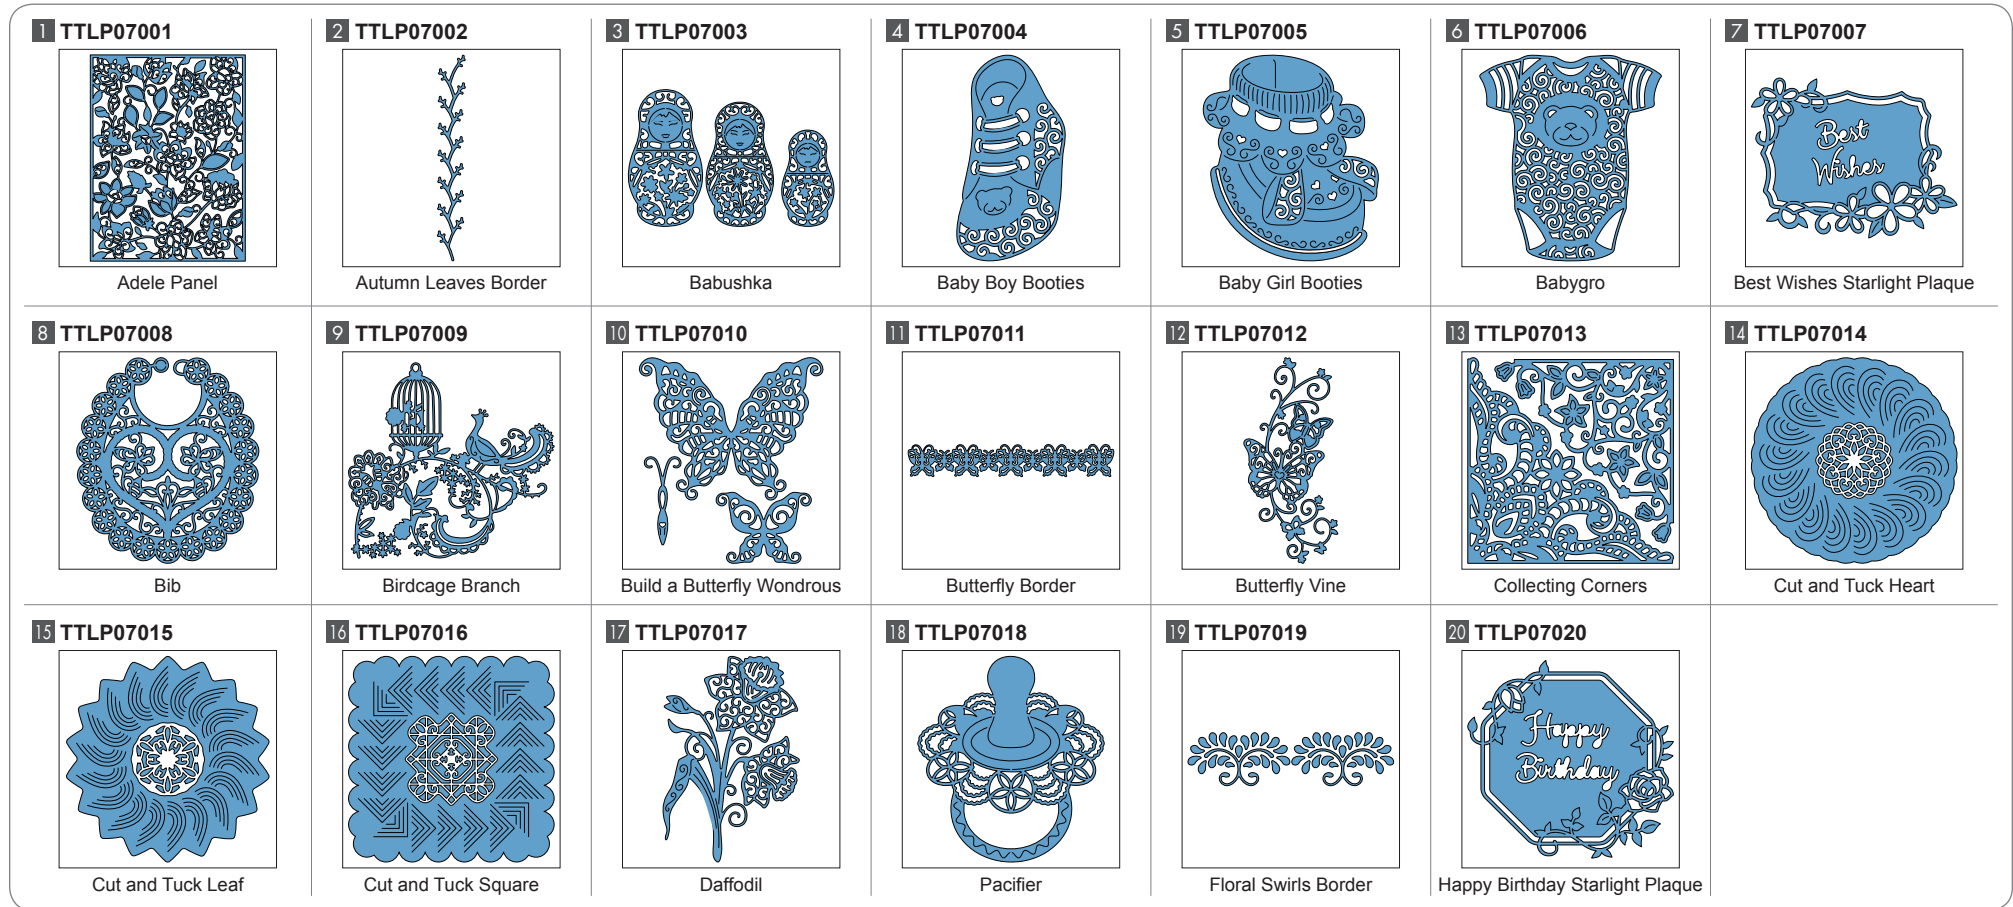 1 TTLP07001
Adele Panel
2 TTLP07002
Autumn Leaves Border
3 TTLP07003
Babushka
4 TTLP07004
Baby Boy Booties
5 TTLP07005
Baby Girl Booties
6 TTLP07006
Babygro
7 TTLP07007
Best
Wishes
Best Wishes Starlight Plaque
8 TTLP07008
Bib
9 TTLP07009
Birdcage Branch
10 TTLP07010
Build a Butterfly Wondrous
11 TTLP07011
Butterfly Border
12 TTLP07012
Butterfly Vine
13 TTLP07013
Collecting Corners
14 TTLP07014
Cut and Tuck Heart
15 TTLP07015
Cut and Tuck Leaf
16 TTLP07016
Cut and Tuck Square
17 TTLP07017
Daffodil
18 TTLP07018
Pacifier
19 TTLP07019
Floral Swirls Border
20 TTLP07020
Happy
Birthday
Happy Birthday Starlight Plaque